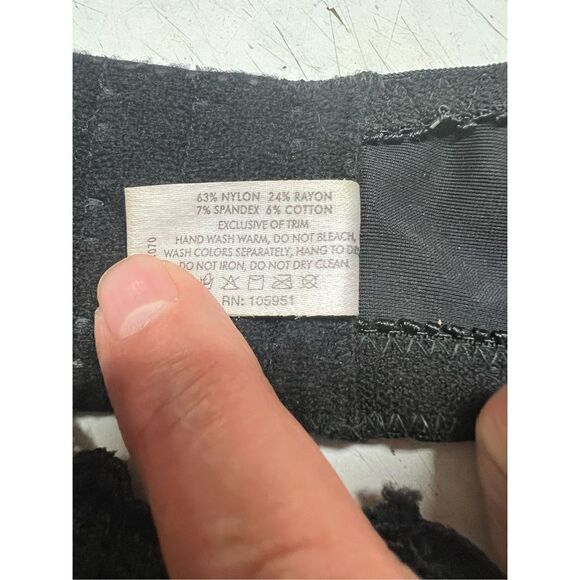 63% NYLON 24% RAYON
7% SPANDEX 6% COTTON
EXCLUSIVE OF TRIM
HAND WASH WARM, DO NOT BLEACH,
WASH COLORS SEPARATELY, HANG TO
DO NOT IRON, DO NOT DRY CLEAN.
RN: 105951
070